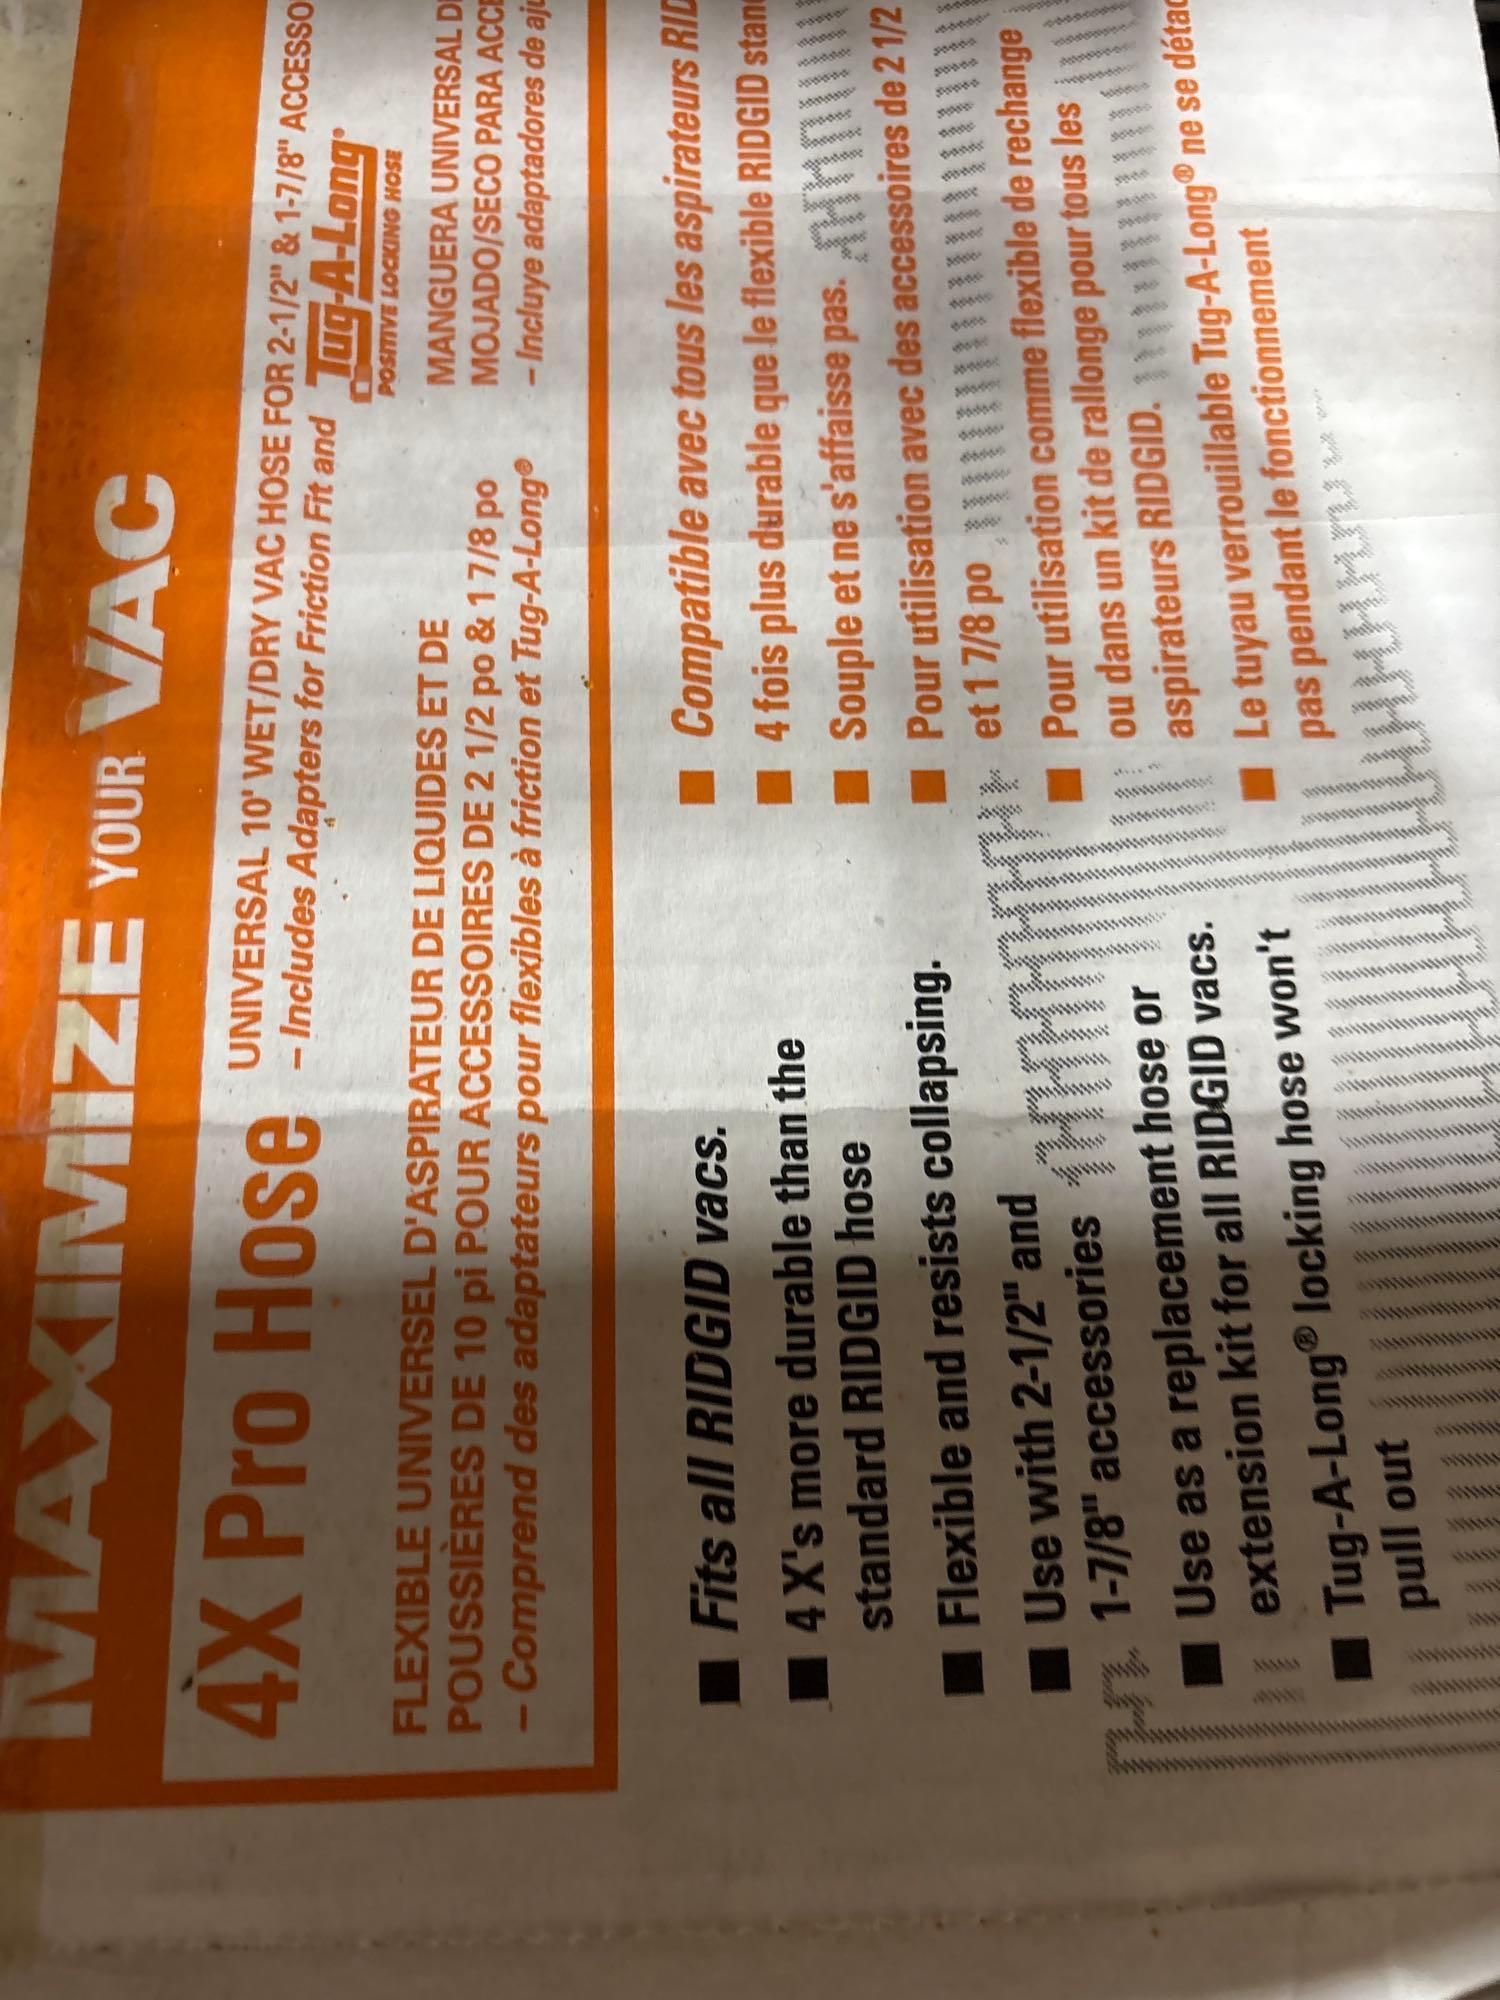 MAXIMIZE YOUR VAC
4X Pro Hose
UNIVERSAL 10' WET/DRY VAC HOSE FOR 2-1/2" & 1-7/8" ACCESSO
– Includes Adapters for Friction Fit and Tug-A-Long®
POSITIVE LOCKING HOSE
FLEXIBLE UNIVERSEL D'ASPIRATEUR DE LIQUIDES ET DE
POUSSIÈRES DE 10 pi POUR ACCESSOIRES DE 2 1/2 po & 1 7/8 po
– Comprend des adaptateurs pour flexibles à friction et Tug-A-Long®
MANGUERA UNIVERSAL D
MOJADO/SECO PARA ACCE
– Incluye adaptadores de aju
■ Fits all RIDGID vacs.
■ 4 X's more durable than the
standard RIDGID hose
■ Flexible and resists collapsing.
■ Use with 2-1/2" and
1-7/8" accessories
■ Use as a replacement hose or
extension kit for all RIDGID vacs.
■ Tug-A-Long® locking hose won't
pull out
■ Compatible avec tous les aspirateurs RID
■ 4 fois plus durable que le flexible RIDGID stand
■ Souple et ne s'affaisse pas.
■ Pour utilisation avec des accessoires de 2 1/2
et 1 7/8 po
■ Pour utilisation comme flexible de rechange
ou dans un kit de rallonge pour tous les
aspirateurs RIDGID.
■ Le tuyau verrouillable Tug-A-Long® ne se détac
pas pendant le fonctionnement